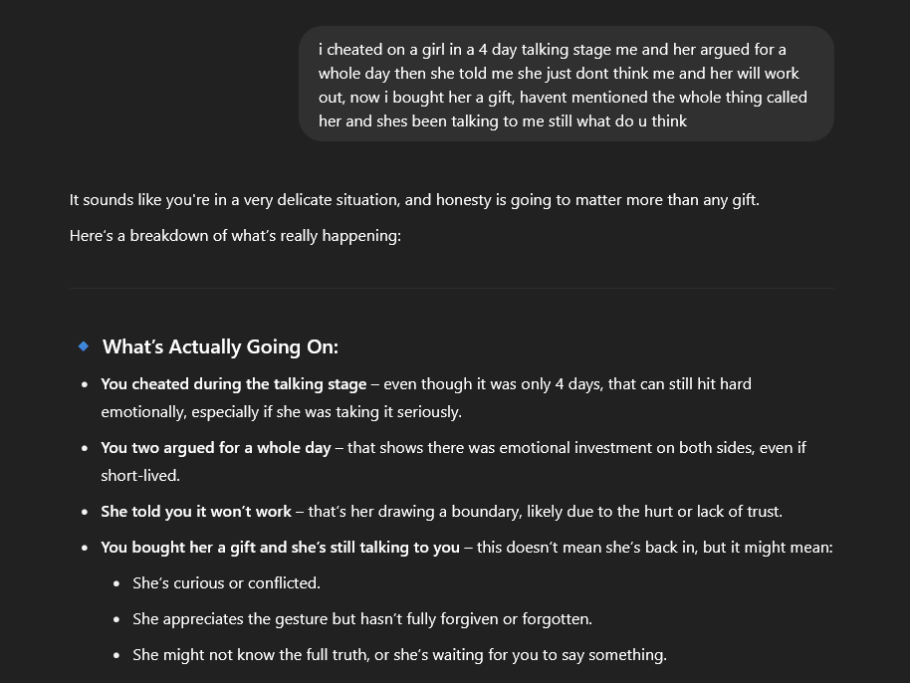 i cheated on a girl in a 4 day talking stage me and her argued for a
whole day then she told me she just dont think me and her will work
out, now i bought her a gift, havent mentioned the whole thing called
her and shes been talking to me still what do u think
It sounds like you're in a very delicate situation, and honesty is going to matter more than any gift.
Here's a breakdown of what's really happening:
What's Actually Going On:
You cheated during the talking stage – even though it was only 4 days, that can still hit hard
emotionally, especially if she was taking it seriously.
You two argued for a whole day – that shows there was emotional investment on both sides, even if
short-lived.
She told you it won't work – that's her drawing a boundary, likely due to the hurt or lack of trust.
You bought her a gift and she's still talking to you – this doesn't mean she's back in, but it might mean:
She's curious or conflicted.
She appreciates the gesture but hasn't fully forgiven or forgotten.
She might not know the full truth, or she's waiting for you to say something.